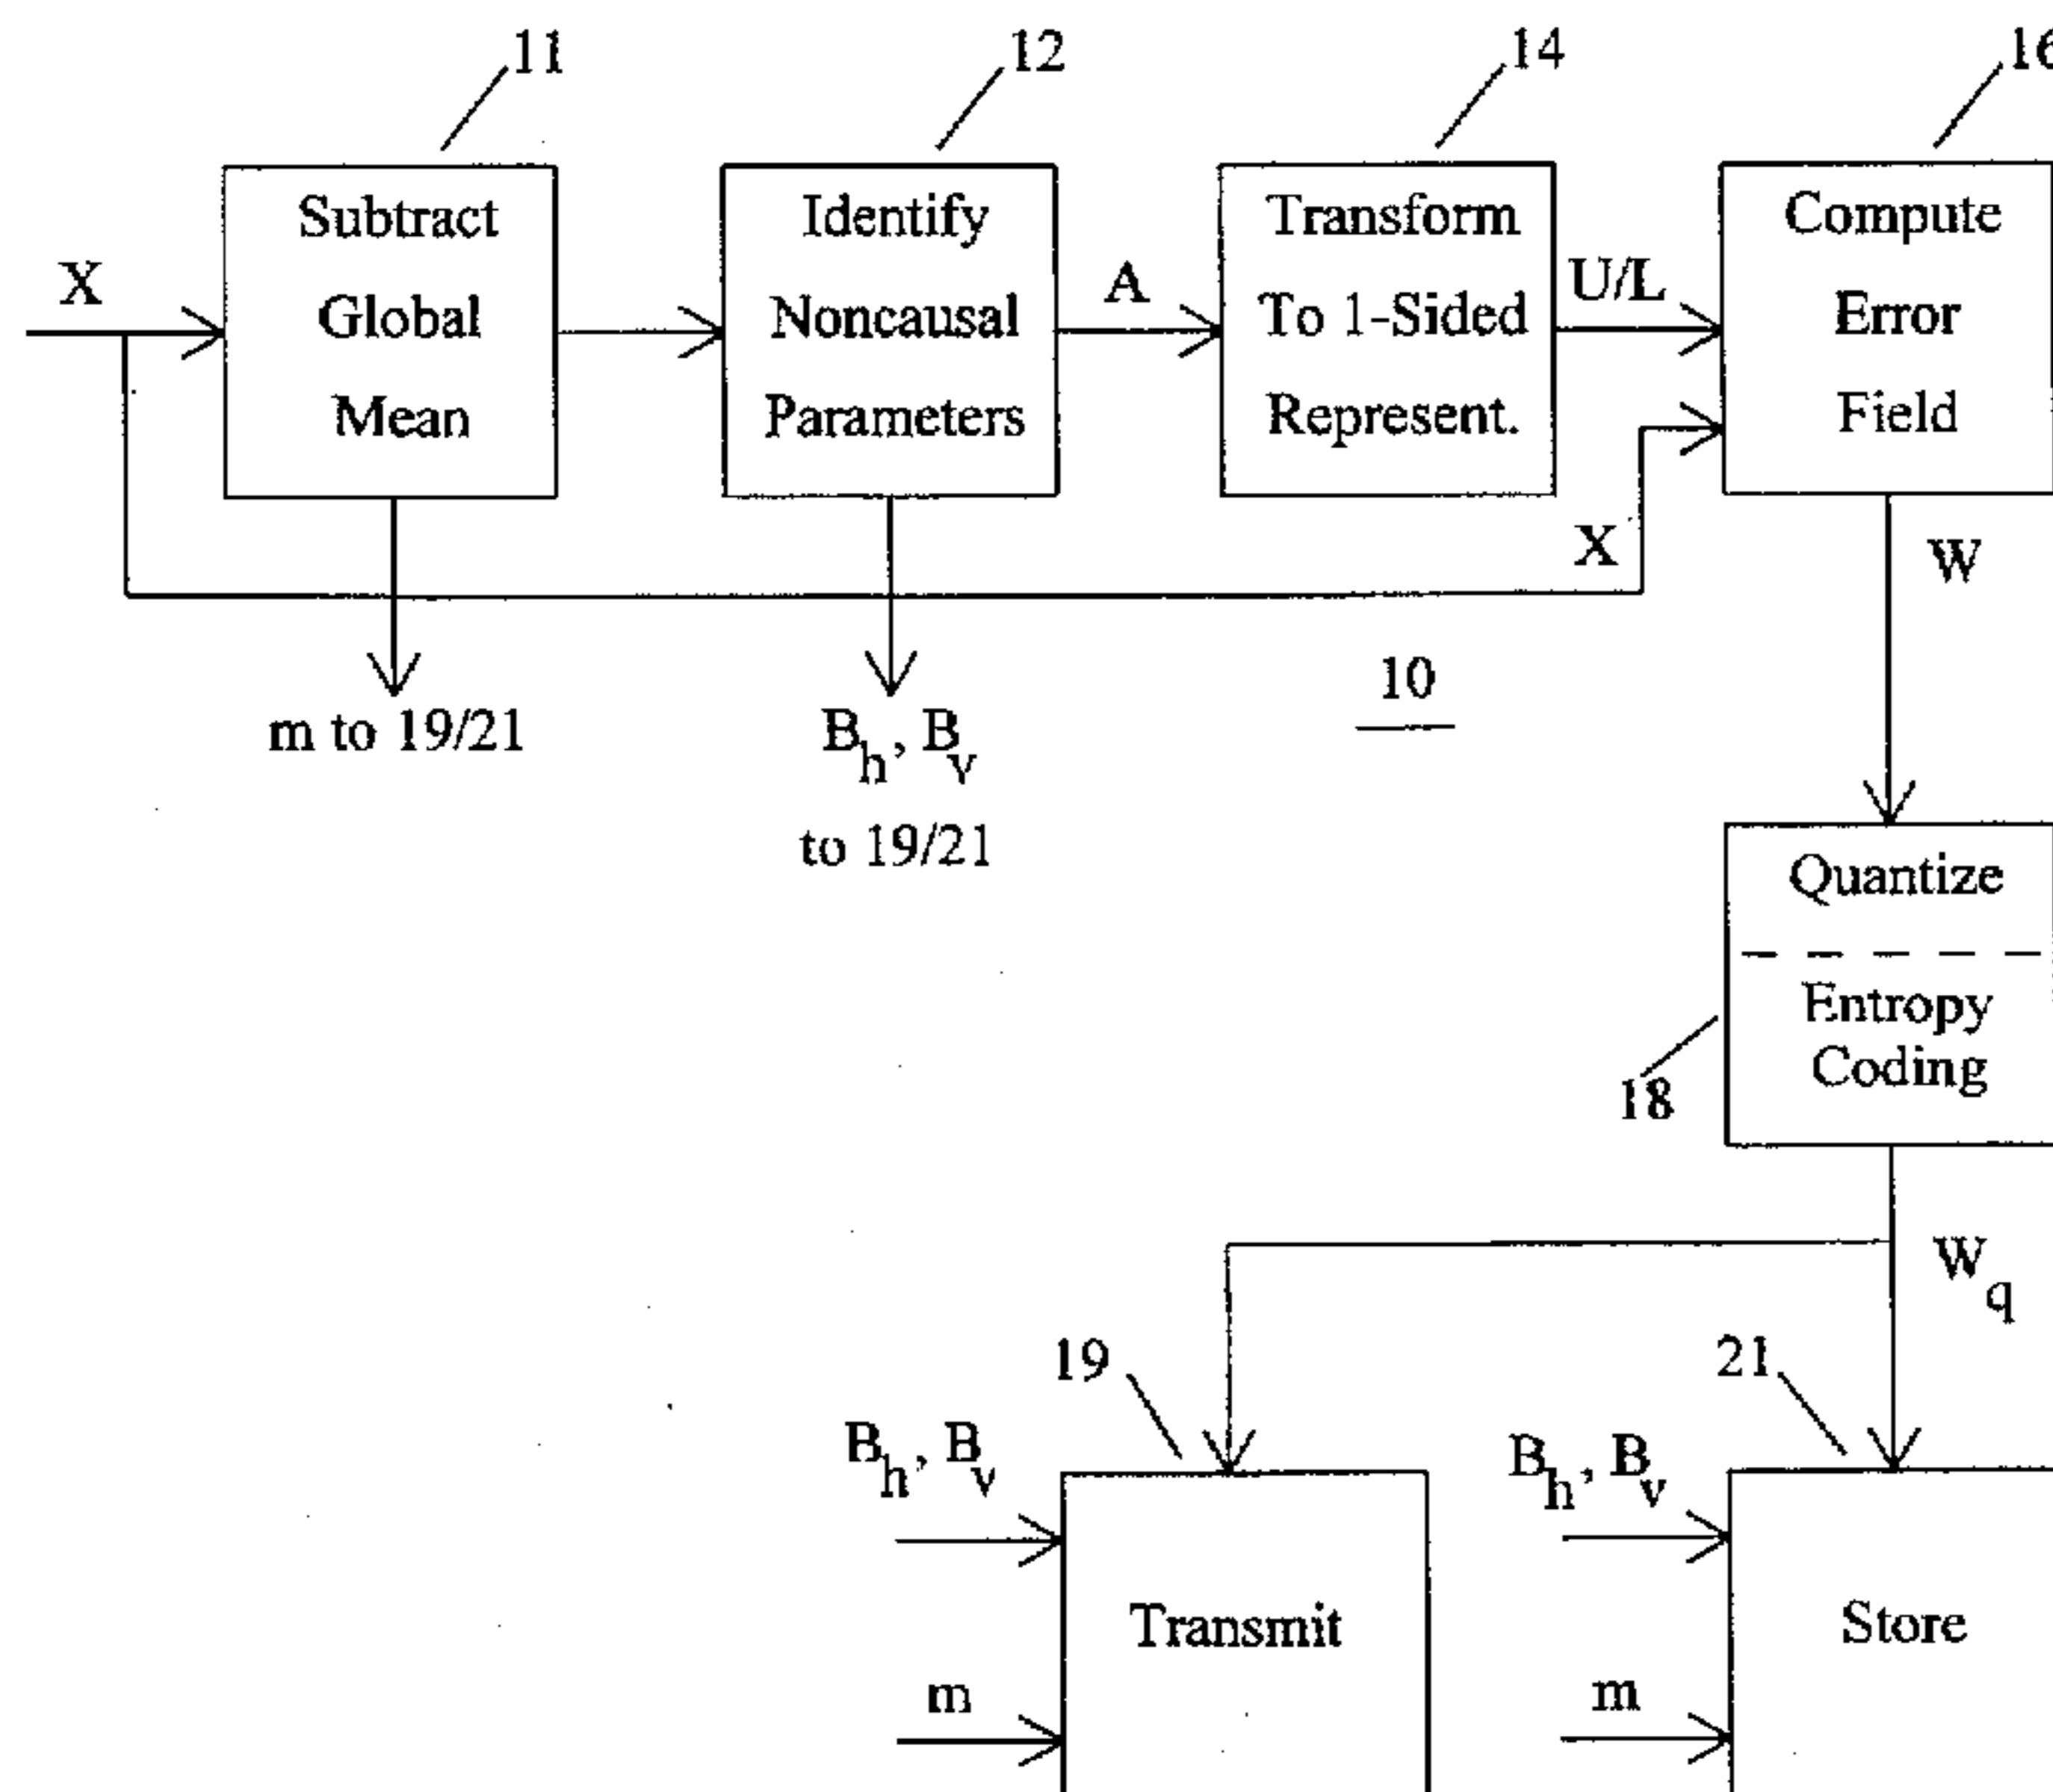 11
12
14
16
Subtract
Global
Mean
Identify
Noncausal
Parameters
Transform
To 1-Sided
Represent.
Compute
Error
Field
X
A
U/L
X
W
m to 19/21
B_h, B_v
to 19/21
10
Quantize
Entropy
Coding
18
W_q
19
21
B_h, B_v
B_h, B_v
Transmit
Store
m
m